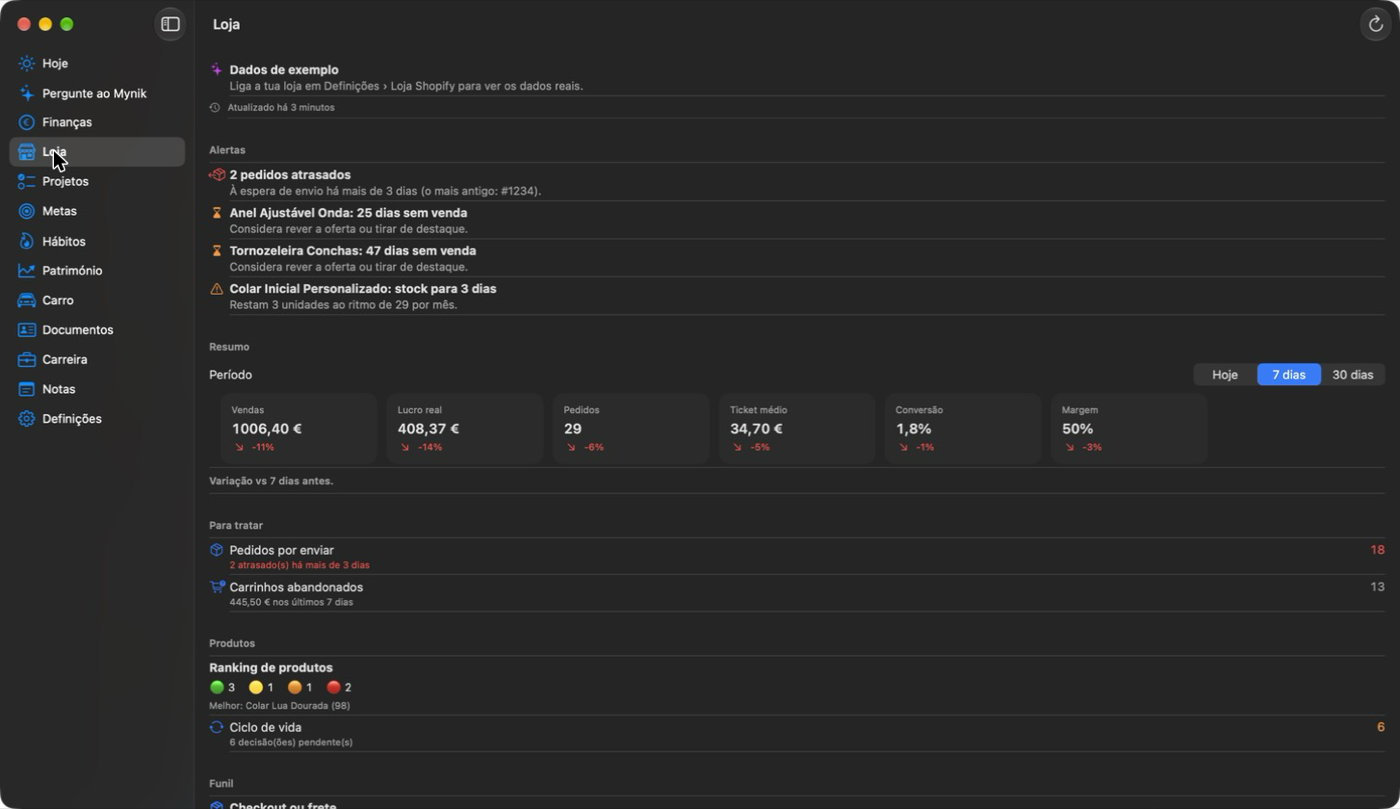 Loja
Hoje
Pergunte ao Mynik
Finanças
Loja
Projetos
Metas
Hábitos
Património
Carro
Documentos
Carreira
Notas
Definições
Dados de exemplo
Liga a tua loja em Definições › Loja Shopify para ver os dados reais.
Atualizado há 3 minutos
Alertas
2 pedidos atrasados
À espera de envio há mais de 3 dias (o mais antigo: #1234).
Anel Ajustável Onda: 25 dias sem venda
Considera rever a oferta ou tirar de destaque.
Tornozeleira Conchas: 47 dias sem venda
Considera rever a oferta ou tirar de destaque.
Colar Inicial Personalizado: stock para 3 dias
Restam 3 unidades ao ritmo de 29 por mês.
Resumo
Período Hoje 7 dias 30 dias
Vendas Lucro real Pedidos Ticket médio Conversão Margem
1006,40 € 408,37 € 29 34,70 € 1,8% 50%
↘ -11% ↘ -14% ↘ -6% ↘ -5% ↘ -1% ↘ -3%
Variação vs 7 dias antes.
Para tratar
Pedidos por enviar 18
2 atrasado(s) há mais de 3 dias
Carrinhos abandonados 13
445,50 € nos últimos 7 dias
Produtos
Ranking de produtos
3 1 1 2
Melhor: Colar Lua Dourada (98)
Ciclo de vida 6
6 decisão(ões) pendente(s)
Funil
Checkout ou frete